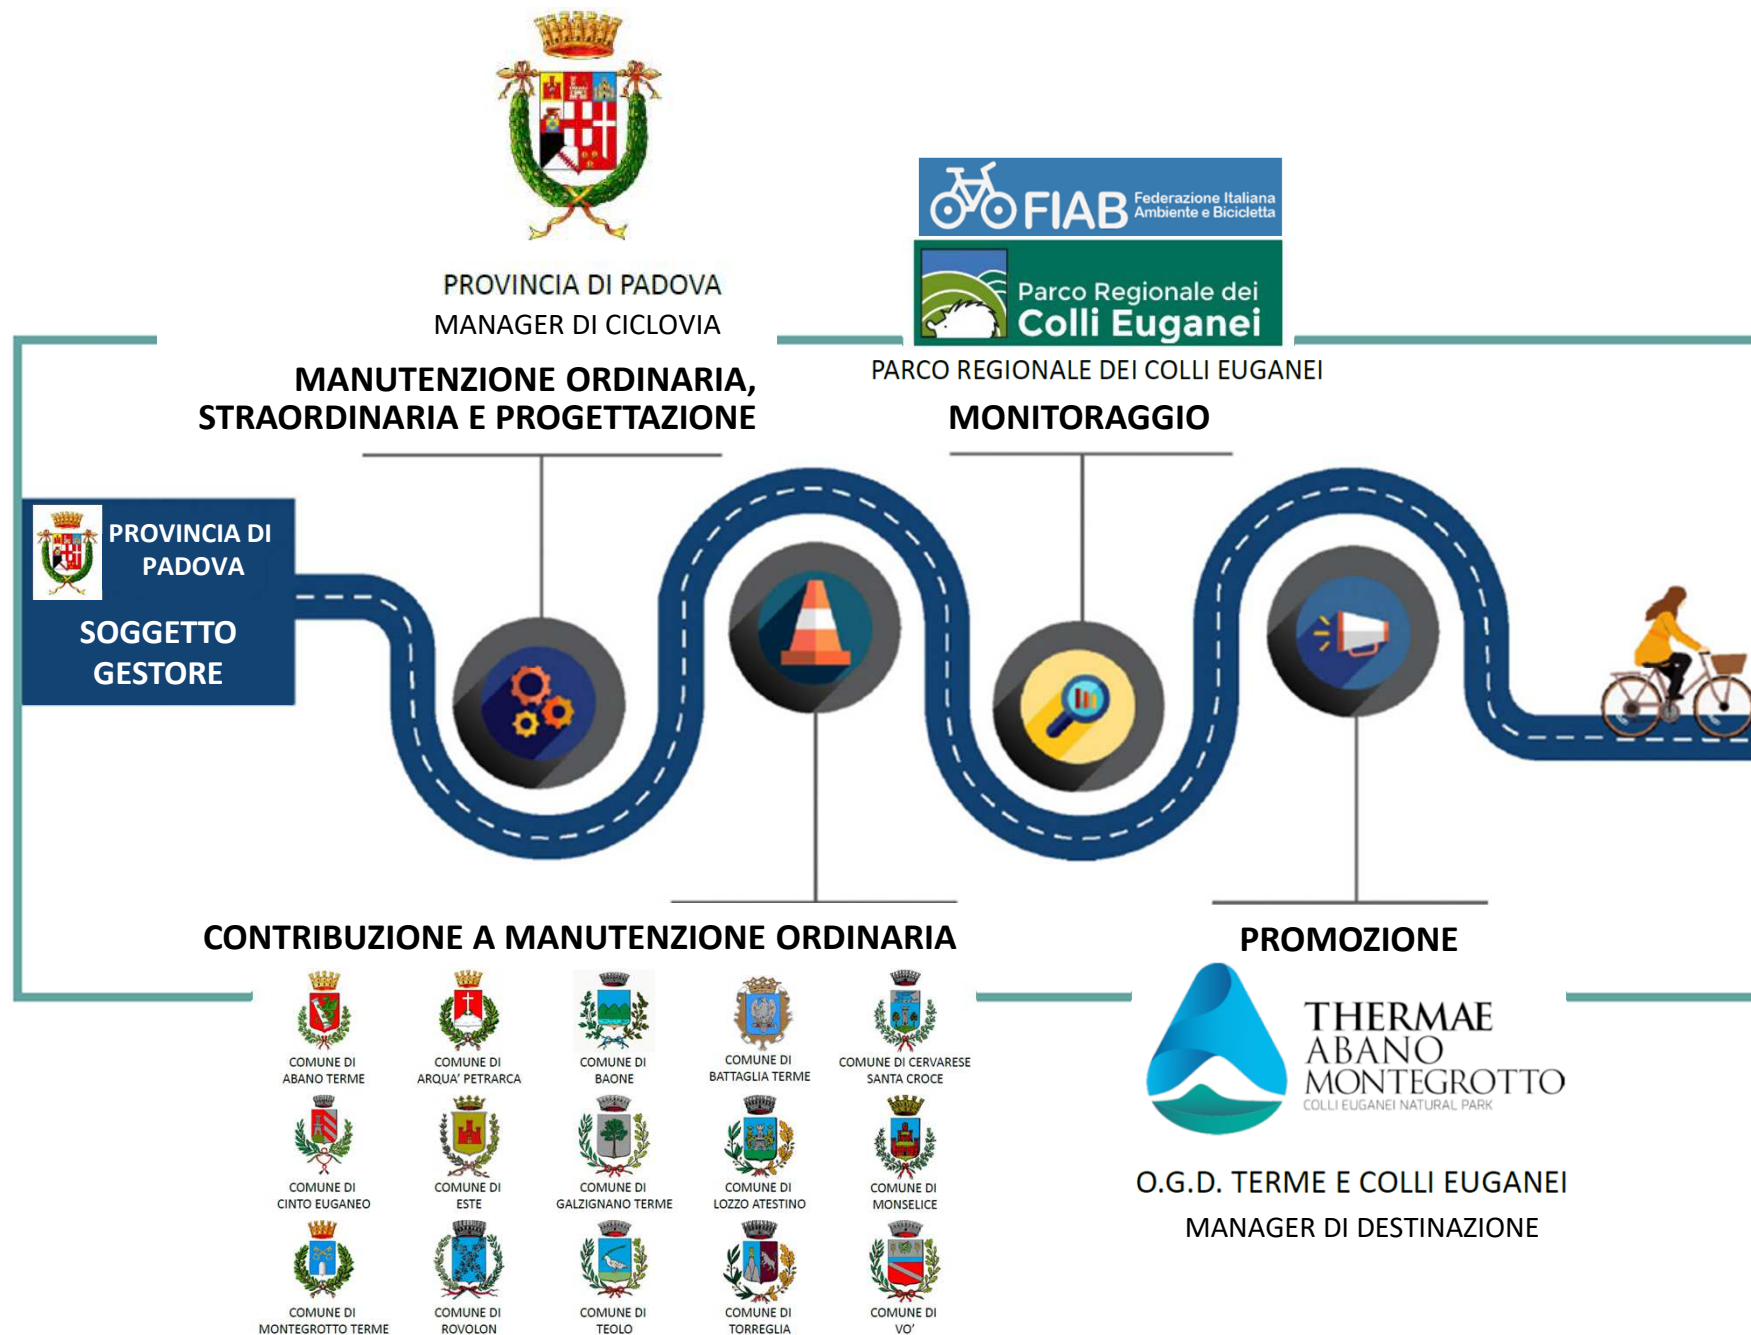 PROVINCIA DI PADOVA
MANAGER DI CICLOVIA
MANUTENZIONE ORDINARIA,
STRAORDINARIA E PROGETTAZIONE
FIAB
Federazione Italiana
Ambiente e Bicicletta
Parco Regionale dei
Colli Euganei
PARCO REGIONALE DEI COLLI EUGANEI
MONITORAGGIO
PROVINCIA DI
PADOVA
SOGGETTO
GESTORE
CONTRIBUZIONE A MANUTENZIONE ORDINARIA
COMUNE DI
ABANO TERME
COMUNE DI
ARQUA' PETRARCA
COMUNE DI
BAONE
COMUNE DI
BATTAGLIA TERME
COMUNE DI CERVARESE
SANTA CROCE
COMUNE DI
CINTO EUGANEO
COMUNE DI
ESTE
COMUNE DI
GALZIGNANO TERME
COMUNE DI
LOZZO ATESTINO
COMUNE DI
MONSELICE
COMUNE DI
MONTEGROTTO TERME
COMUNE DI
ROVOLON
COMUNE DI
TEOLO
COMUNE DI
TORREGLIA
COMUNE DI
VO'
PROMOZIONE
THERMAE
ABANO
MONTEGROTTO
COLLI EUGANEI NATURAL PARK
O.G.D. TERME E COLLI EUGANEI
MANAGER DI DESTINAZIONE